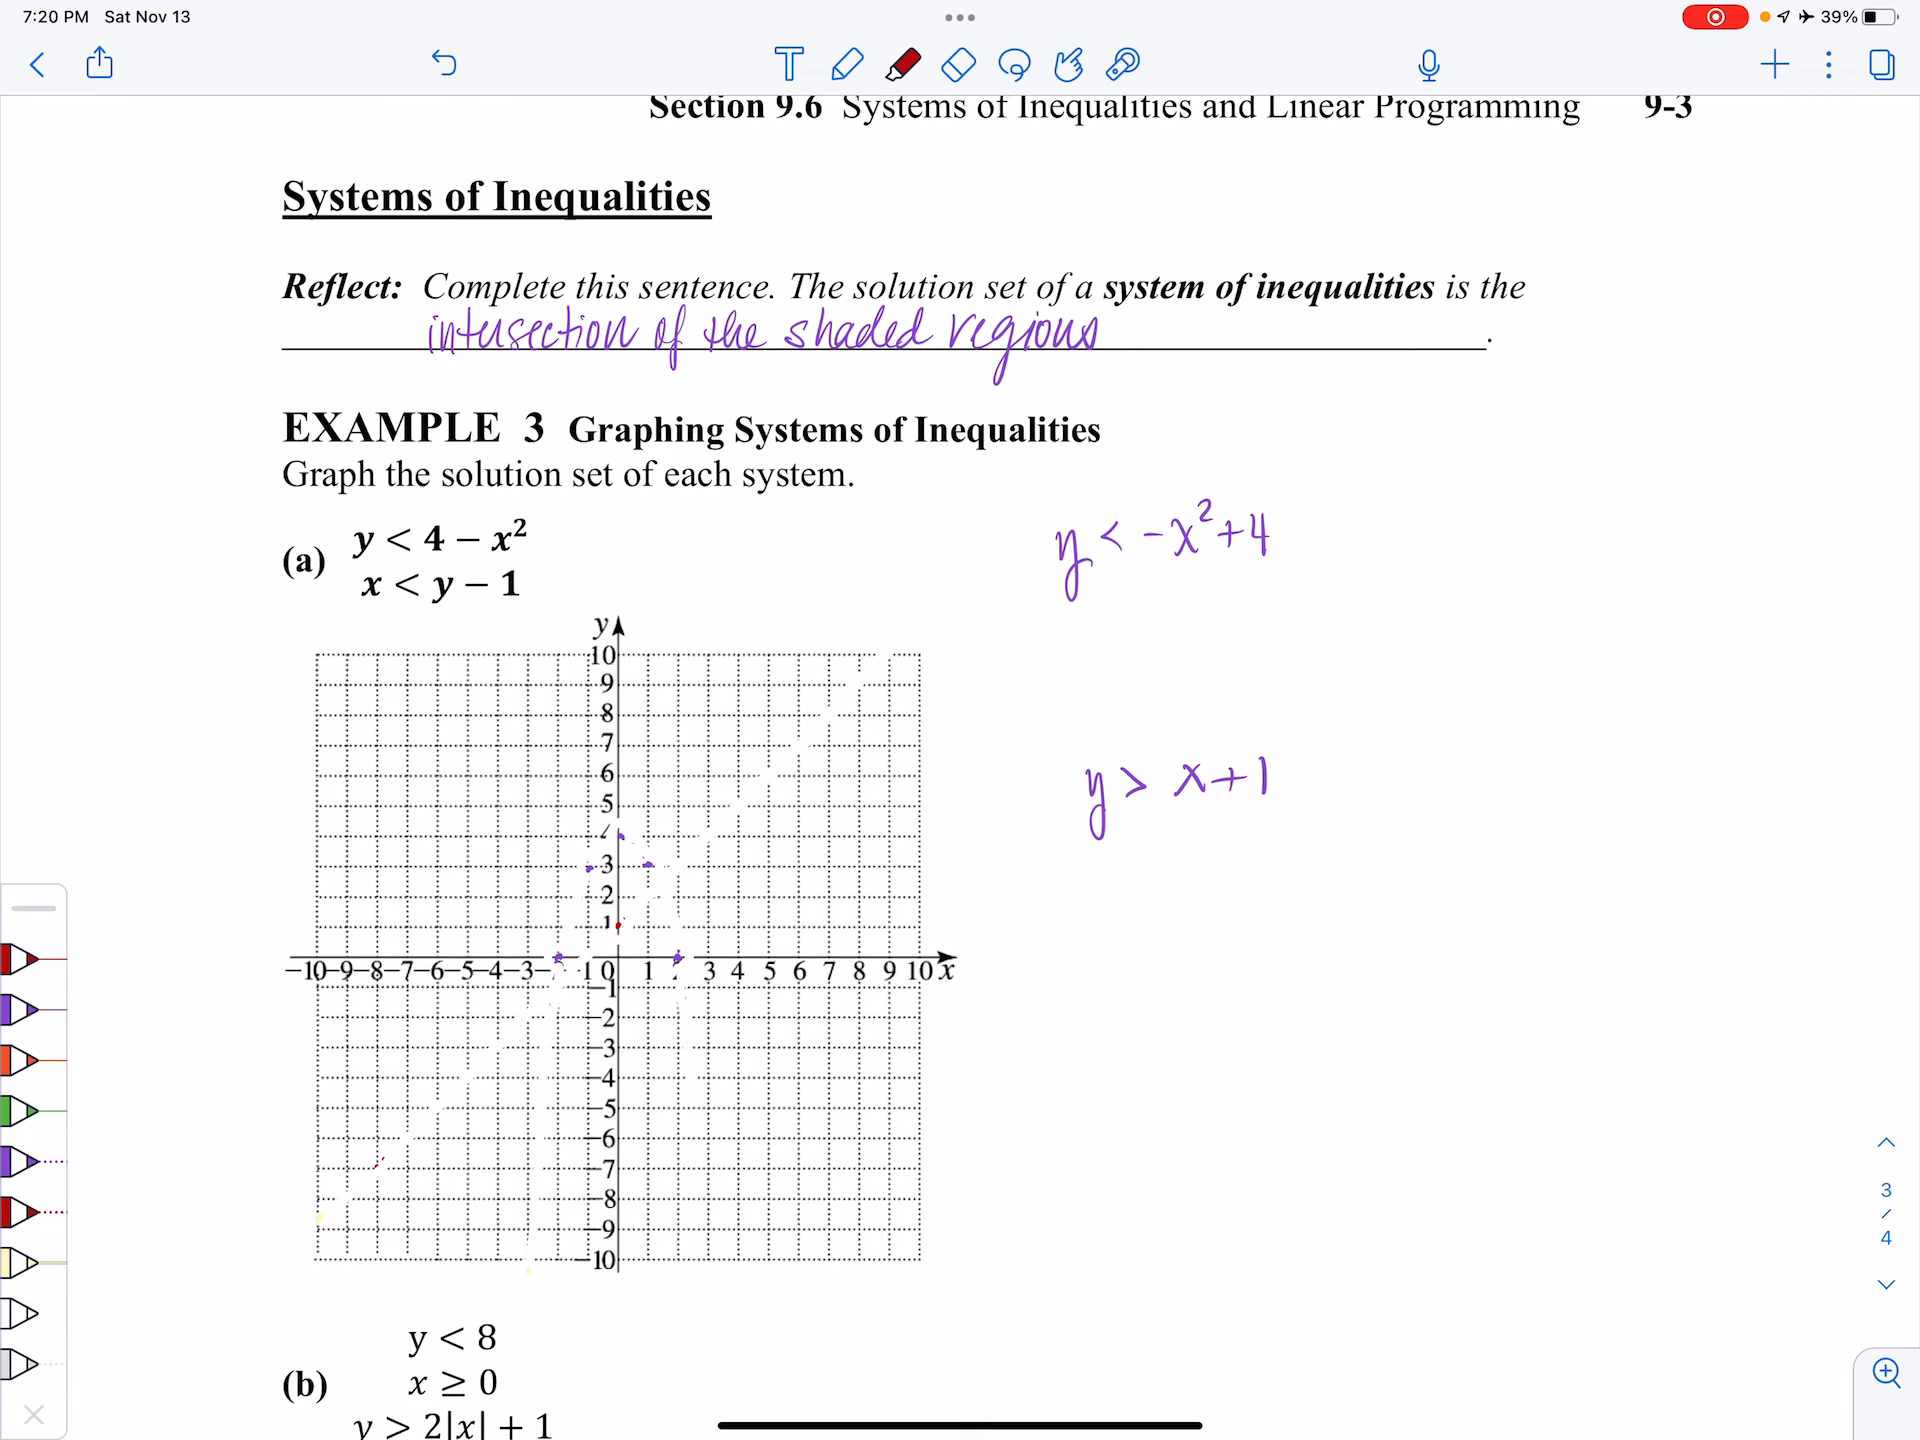 7:20 PM Sat Nov 13
39%
Section 9.6 Systems of Inequalities and Linear Programming 9-3
Systems of Inequalities
Reflect: Complete this sentence. The solution set of a system of inequalities is the
intersection of the shaded regions.
EXAMPLE 3 Graphing Systems of Inequalities
Graph the solution set of each system.
(a) y < 4 − x²
x < y − 1
y < -x²+4
y > x+1
y
10
9
8
7
6
5
3
2
1
−10 −9 −8 −7 −6 −5 −4 −3 1 0 1 3 4 5 6 7 8 9 10 x
−1
−2
−3
−4
−5
−6
−7
−8
−9
−10
3
/
4
y < 8
(b) x ≥ 0
y > 2|x| + 1